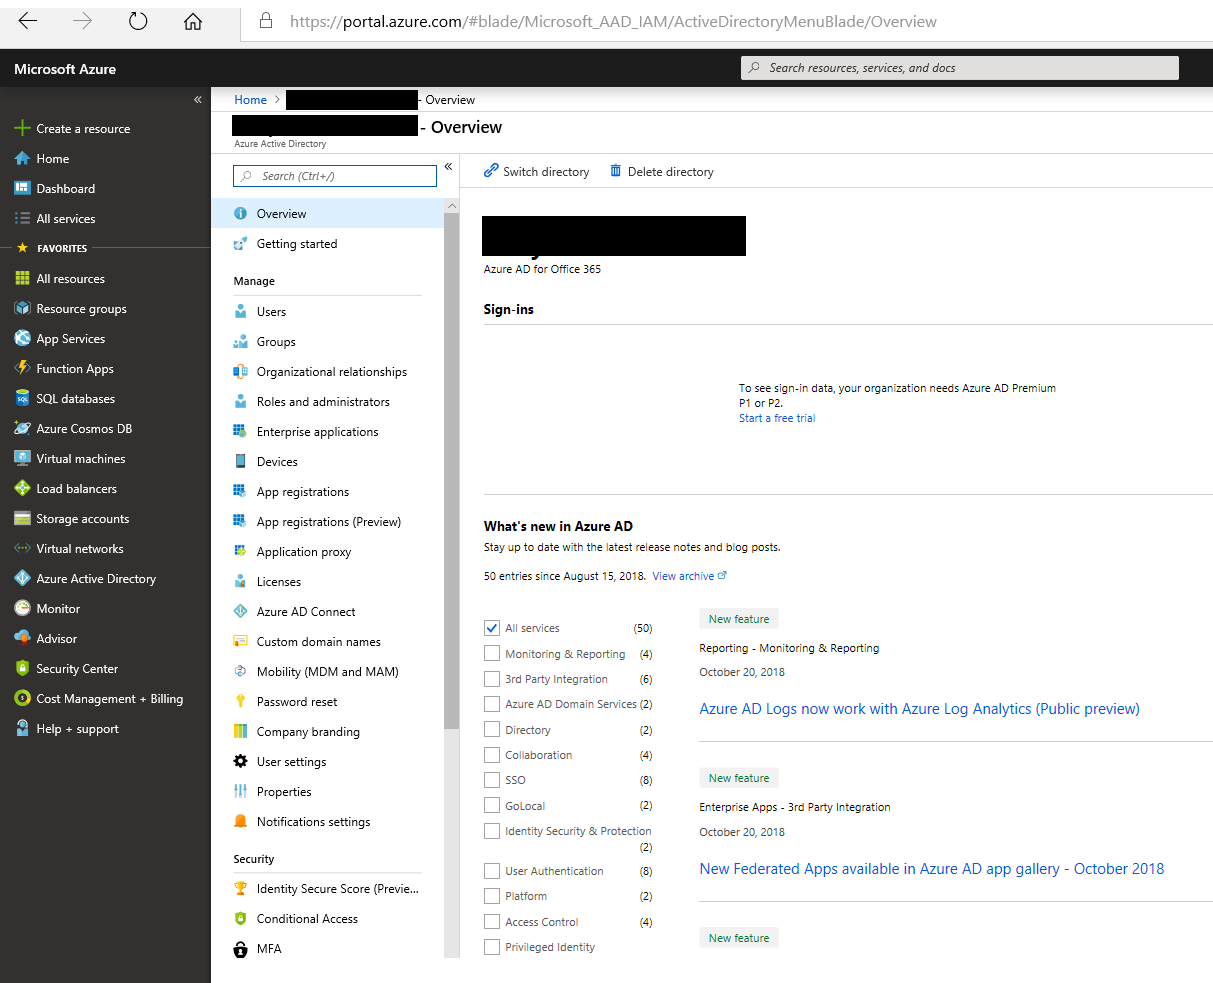 https://portal.azure.com/#blade/Microsoft_AAD_IAM/ActiveDirectoryMenuBlade/Overview
Microsoft Azure
Search resources, services, and docs
«
Create a resource
Home
Dashboard
All services
FAVORITES
All resources
Resource groups
App Services
Function Apps
SQL databases
Azure Cosmos DB
Virtual machines
Load balancers
Storage accounts
Virtual networks
Azure Active Directory
Monitor
Advisor
Security Center
Cost Management + Billing
Help + support
Home > - Overview
- Overview
Azure Active Directory
Search (Ctrl+/)
«
Overview
Getting started
Manage
Users
Groups
Organizational relationships
Roles and administrators
Enterprise applications
Devices
App registrations
App registrations (Preview)
Application proxy
Licenses
Azure AD Connect
Custom domain names
Mobility (MDM and MAM)
Password reset
Company branding
User settings
Properties
Notifications settings
Security
Identity Secure Score (Previe...
Conditional Access
MFA
Switch directory Delete directory
Azure AD for Office 365
Sign-ins
To see sign-in data, your organization needs Azure AD Premium
P1 or P2.
Start a free trial
What's new in Azure AD
Stay up to date with the latest release notes and blog posts.
50 entries since August 15, 2018. View archive
All services (50)
Monitoring & Reporting (4)
3rd Party Integration (6)
Azure AD Domain Services (2)
Directory (2)
Collaboration (4)
SSO (8)
GoLocal (2)
Identity Security & Protection
(2)
User Authentication (8)
Platform (2)
Access Control (4)
Privileged Identity
New feature
Reporting - Monitoring & Reporting
October 20, 2018
Azure AD Logs now work with Azure Log Analytics (Public preview)
New feature
Enterprise Apps - 3rd Party Integration
October 20, 2018
New Federated Apps available in Azure AD app gallery - October 2018
New feature